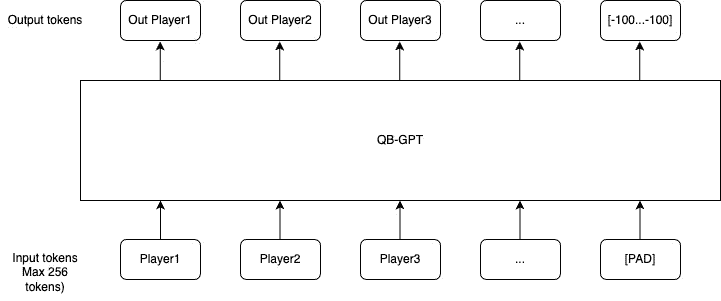 Output tokens
Out Player1
Out Player2
Out Player3
...
[-100...-100]
QB-GPT
Input tokens
Max 256
tokens)
Player1
Player2
Player3
...
[PAD]